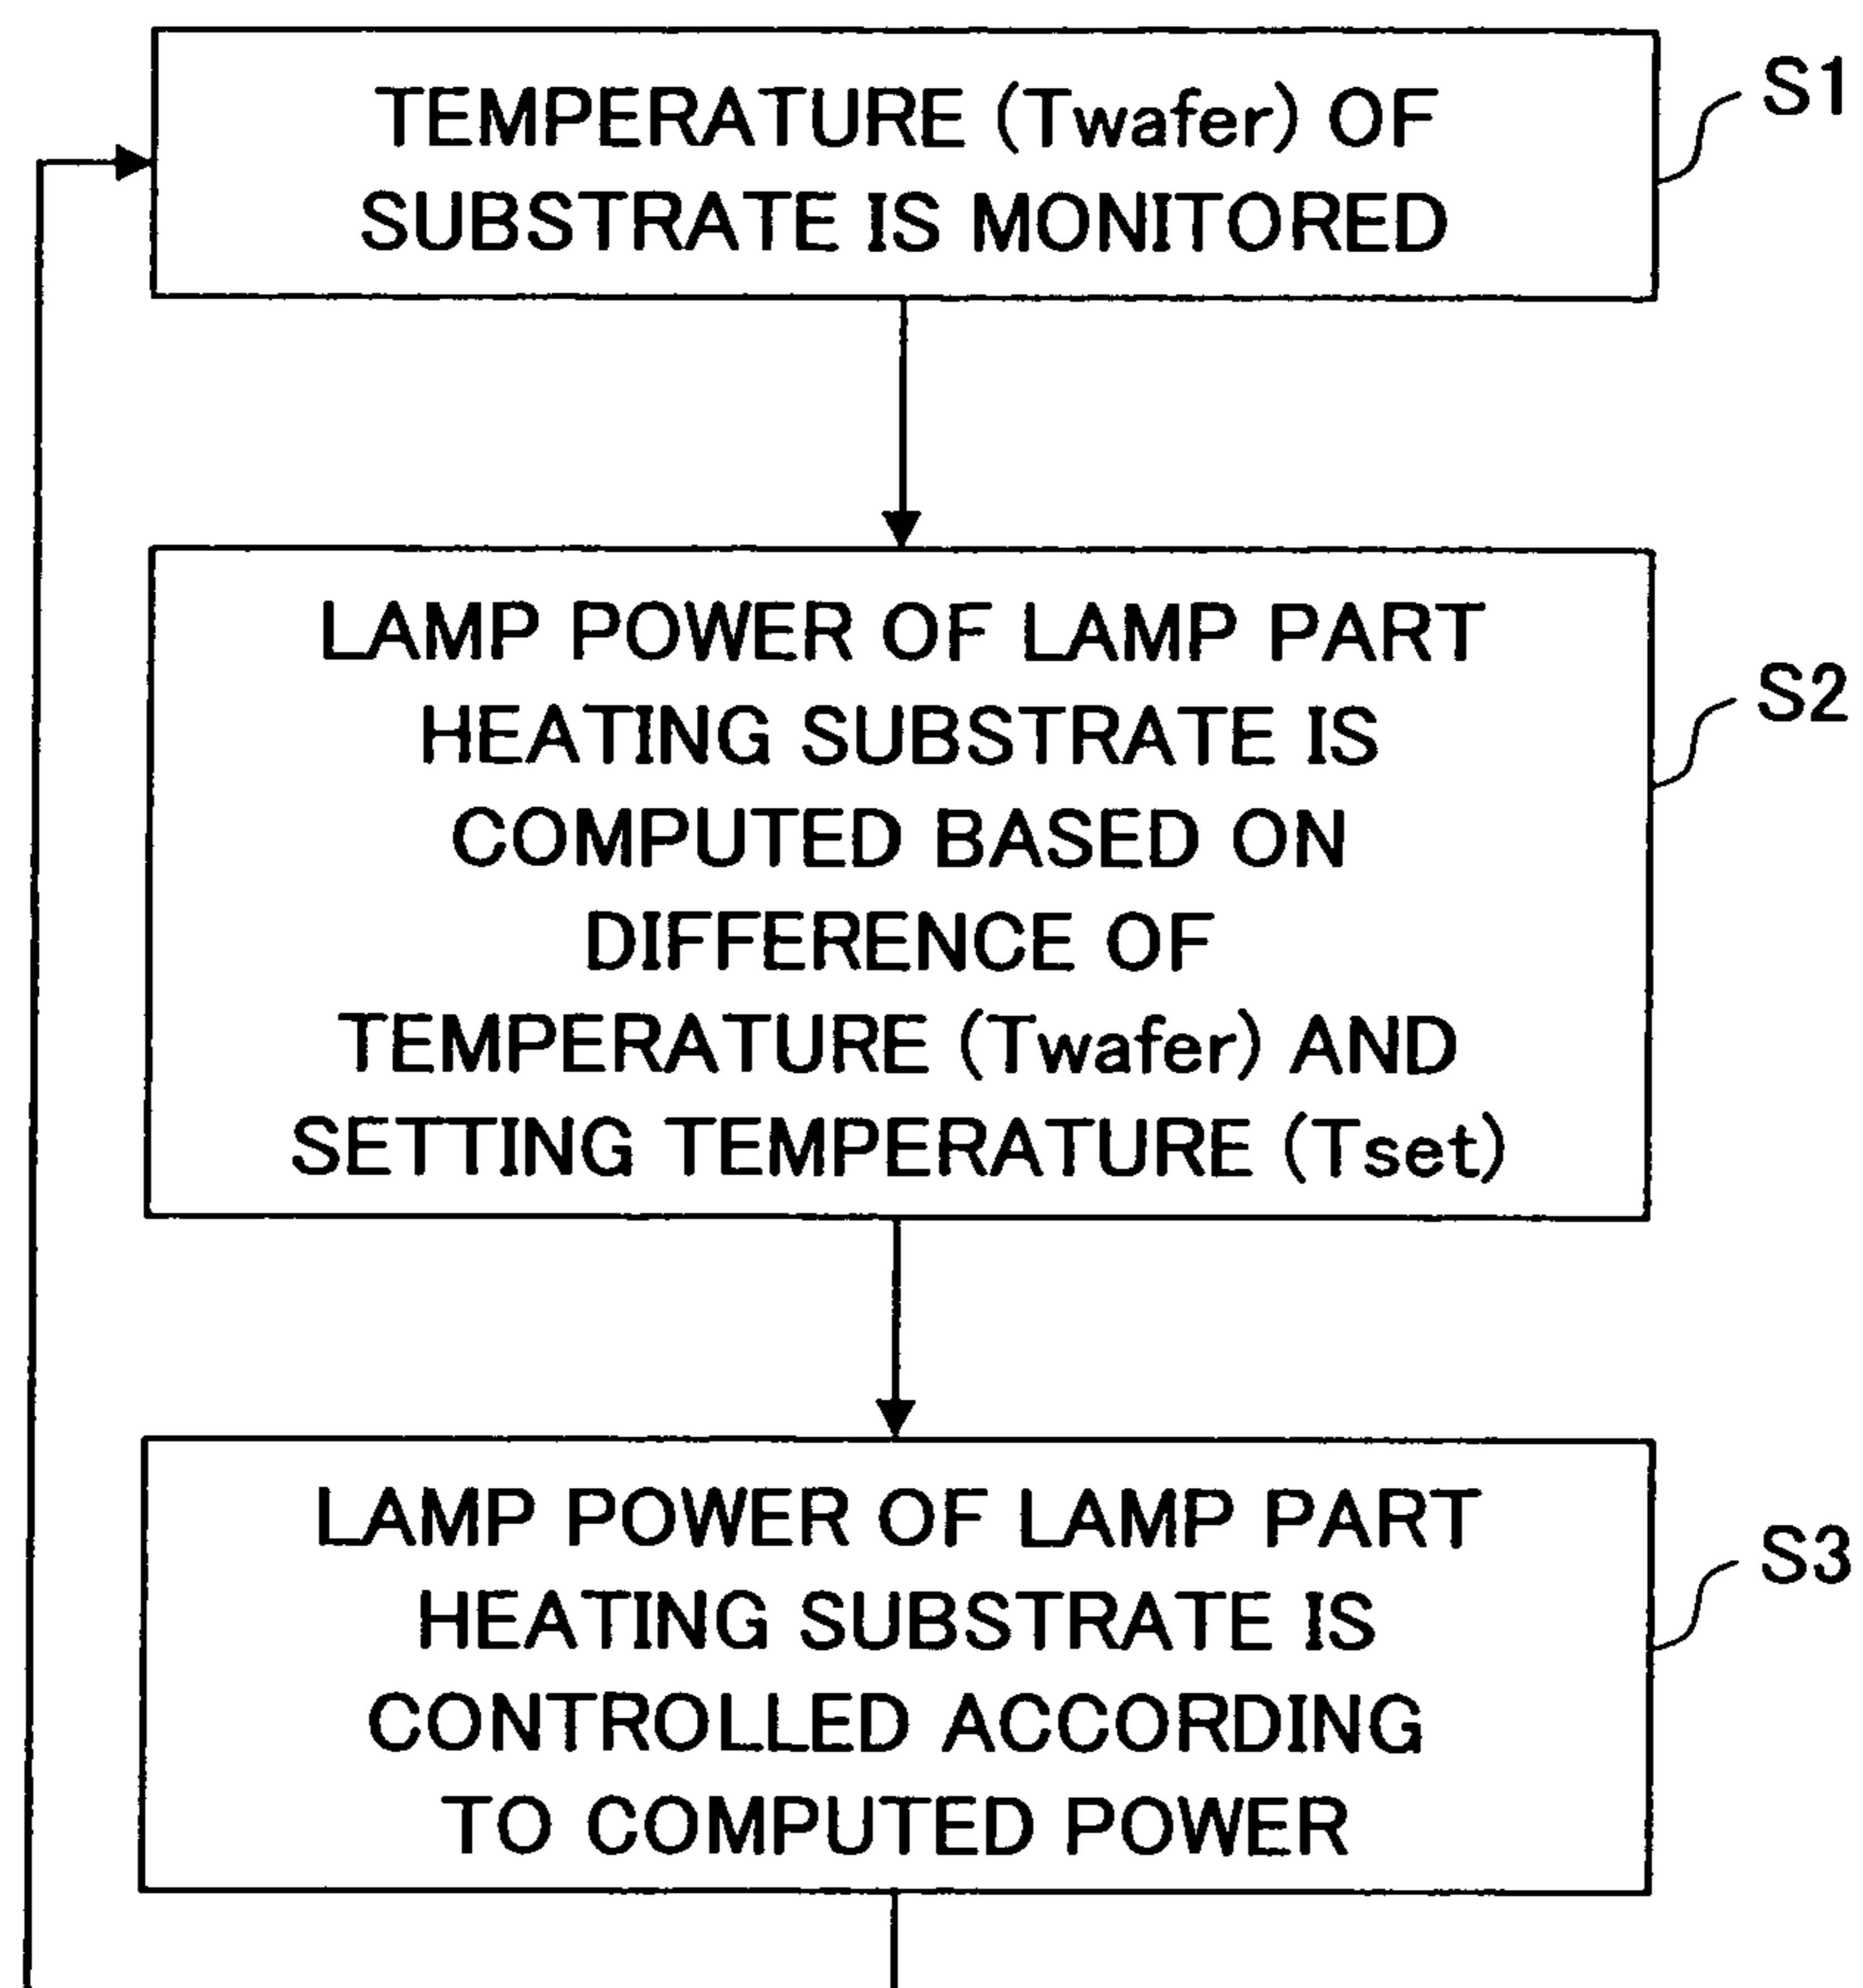 TEMPERATURE (Twafer) OF
SUBSTRATE IS MONITORED
S1
LAMP POWER OF LAMP PART
HEATING SUBSTRATE IS
COMPUTED BASED ON
DIFFERENCE OF
TEMPERATURE (Twafer) AND
SETTING TEMPERATURE (Tset)
S2
LAMP POWER OF LAMP PART
HEATING SUBSTRATE IS
CONTROLLED ACCORDING
TO COMPUTED POWER
S3